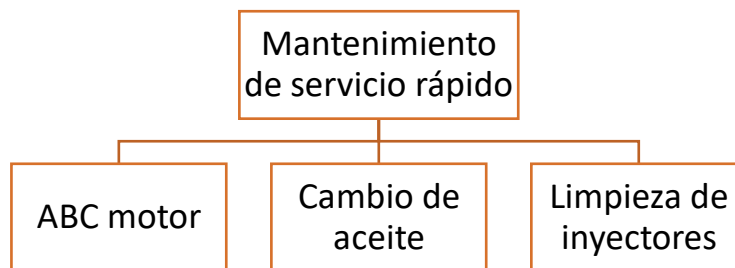 Mantenimiento
de servicio rápido
ABC motor
Cambio de
aceite
Limpieza de
inyectores